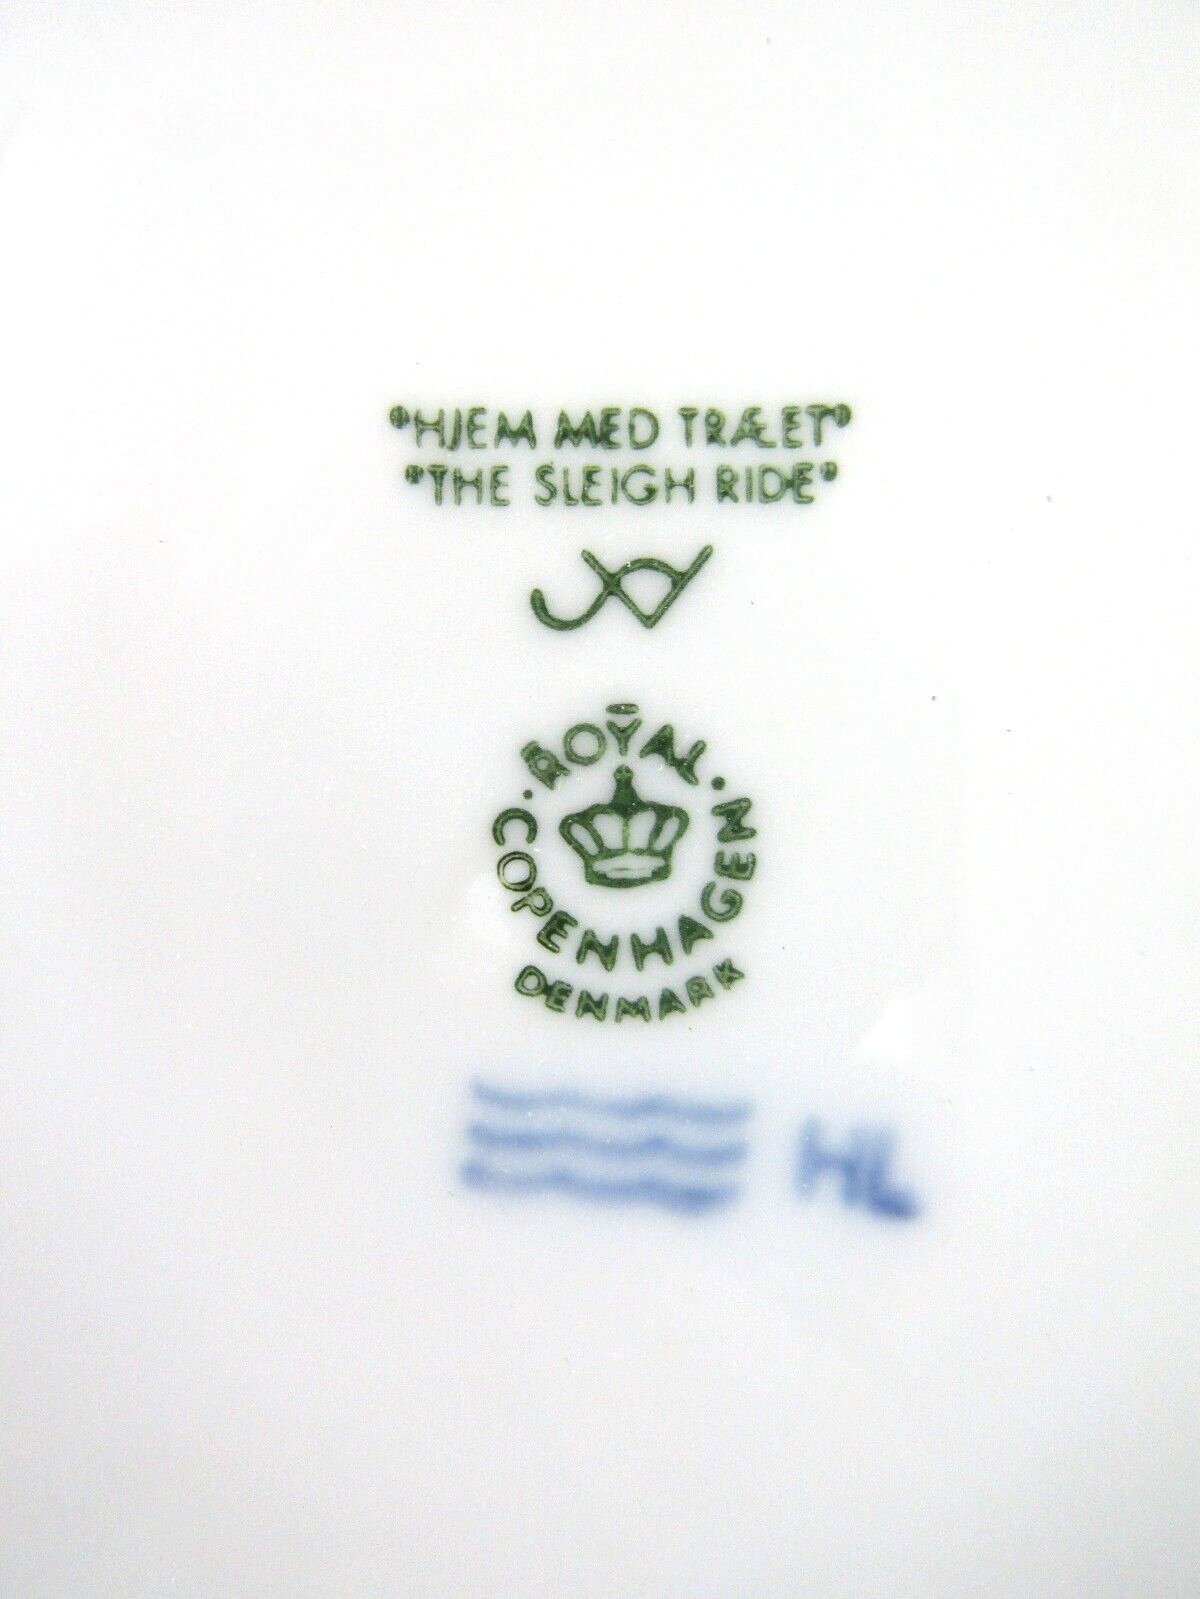 "HJEM MED TRÆET"
"THE SLEIGH RIDE"
ROYAL
COPENHAGEN
DENMARK
HL